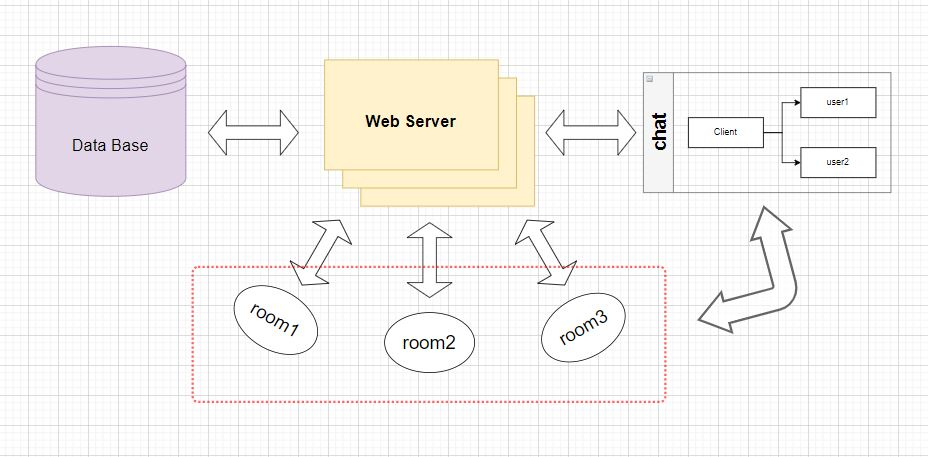 Data Base
Web Server
chat
Client
user1
user2
room1
room2
room3